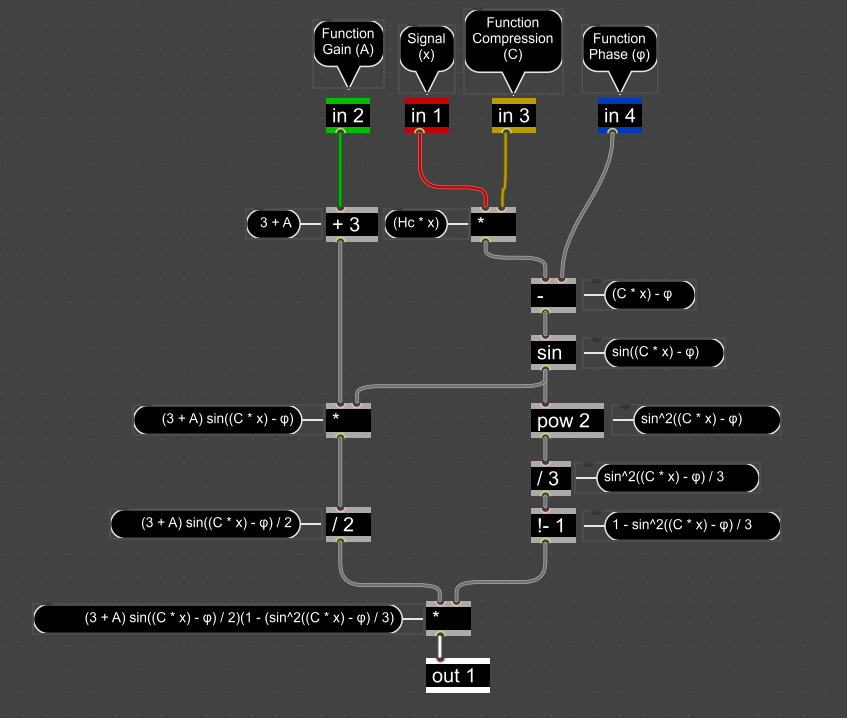 Function
Gain (A)
Signal
(x)
Function
Compression
(C)
Function
Phase (φ)
in 2
in 1
in 3
in 4
3 + A
+ 3
(Hc * x)
*
-
(C * x) - φ
sin
sin((C * x) - φ)
(3 + A) sin((C * x) - φ)
*
pow 2
sin^2((C * x) - φ)
/ 3
sin^2((C * x) - φ) / 3
(3 + A) sin((C * x) - φ) / 2
/ 2
!- 1
1 - sin^2((C * x) - φ) / 3
(3 + A) sin((C * x) - φ) / 2)(1 - (sin^2((C * x) - φ) / 3)
*
out 1